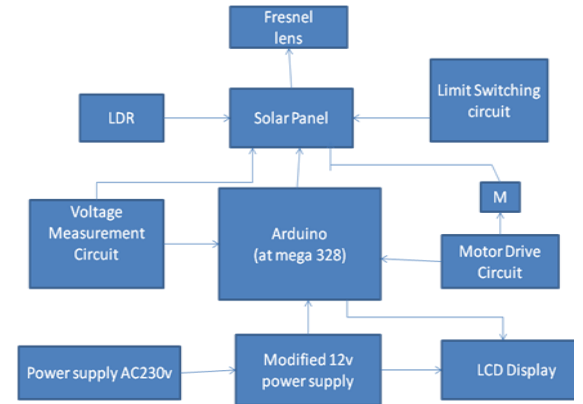 Fresnel
lens
LDR
Solar Panel
Limit Switching
circuit
Voltage
Measurement
Circuit
Arduino
(at mega 328)
M
Motor Drive
Circuit
Power supply AC230v
Modified 12v
power supply
LCD Display